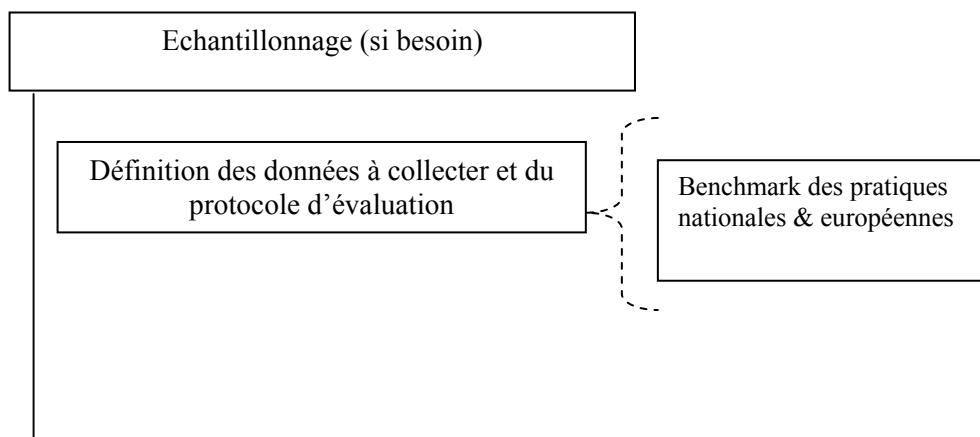 Echantillonnage (si besoin)
Définition des données à collecter et du
protocole d’évaluation
Benchmark des pratiques
nationales & européennes